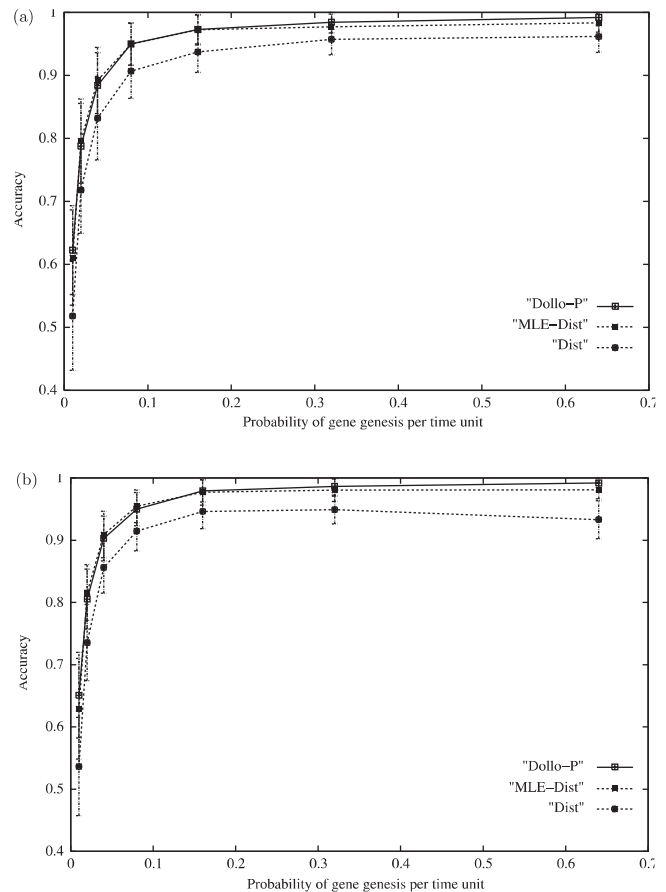 (a)
1
0.9
0.8
0.7
0.6
0.5
0.4
Accuracy
"Dollo–P"
"MLE–Dist"
"Dist"
0 0.1 0.2 0.3 0.4 0.5 0.6 0.7
Probability of gene genesis per time unit
(b)
1
0.9
0.8
0.7
0.6
0.5
0.4
Accuracy
"Dollo–P"
"MLE–Dist"
"Dist"
0 0.1 0.2 0.3 0.4 0.5 0.6 0.7
Probability of gene genesis per time unit